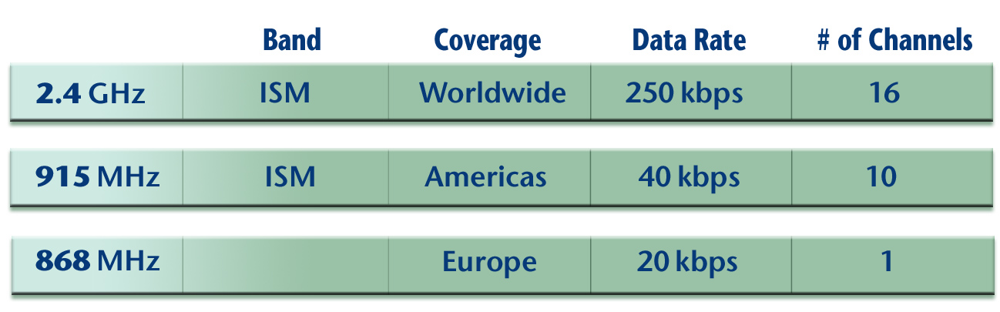 Band Coverage Data Rate # of Channels
2.4 GHz ISM Worldwide 250 kbps 16
915 MHz ISM Americas 40 kbps 10
868 MHz Europe 20 kbps 1